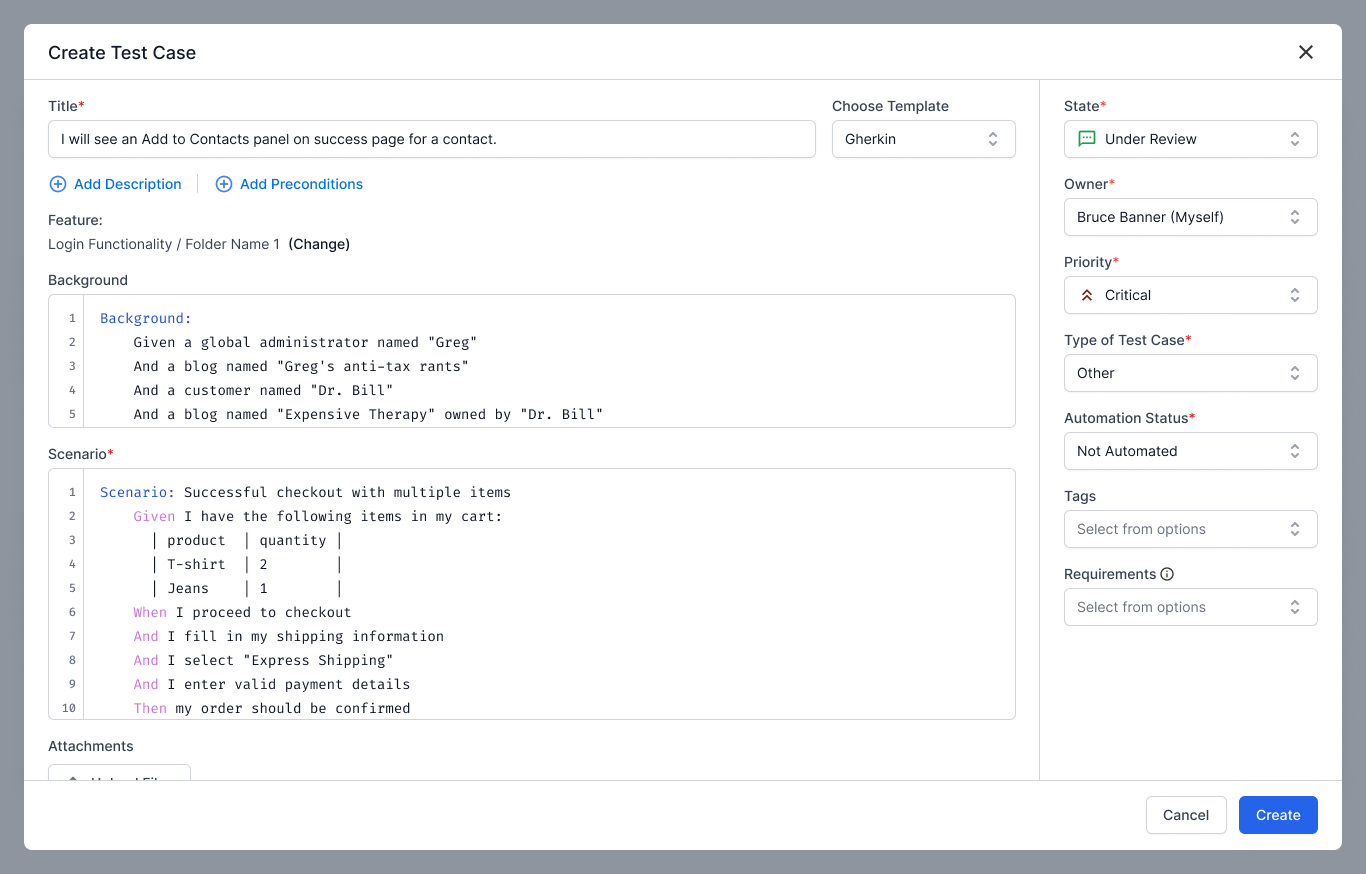 Create Test Case
Title*
I will see an Add to Contacts panel on success page for a contact.
Choose Template
Gherkin
Add Description
Add Preconditions
Feature:
Login Functionality / Folder Name 1 (Change)
Background
1 Background:
2 Given a global administrator named "Greg"
3 And a blog named "Greg's anti-tax rants"
4 And a customer named "Dr. Bill"
5 And a blog named "Expensive Therapy" owned by "Dr. Bill"
Scenario*
1 Scenario: Successful checkout with multiple items
2 Given I have the following items in my cart:
3 | product | quantity |
4 | T-shirt | 2 |
5 | Jeans | 1 |
6 When I proceed to checkout
7 And I fill in my shipping information
8 And I select "Express Shipping"
9 And I enter valid payment details
10 Then my order should be confirmed
Attachments
State*
Under Review
Owner*
Bruce Banner (Myself)
Priority*
Critical
Type of Test Case*
Other
Automation Status*
Not Automated
Tags
Select from options
Requirements
Select from options
Cancel
Create